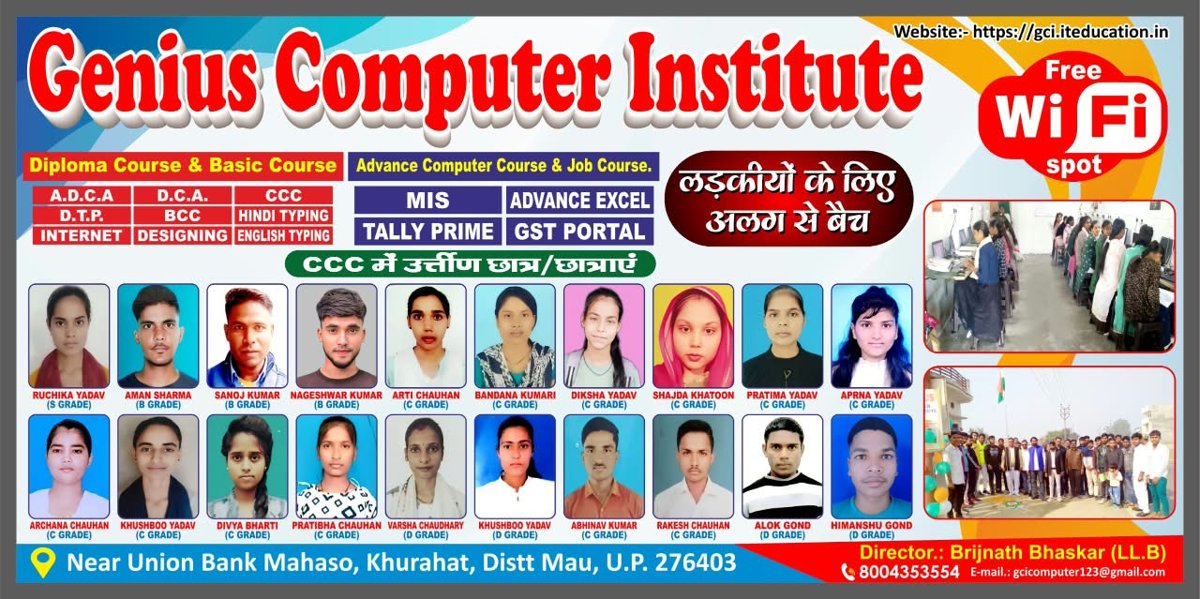 Website:- https://gci.iteducation.in
Genius Computer Institute
Free
Wi Fi
spot
Diploma Course & Basic Course
A.D.C.A D.C.A. CCC
D.T.P. BCC HINDI TYPING
INTERNET DESIGNING ENGLISH TYPING
Advance Computer Course & Job Course.
MIS ADVANCE EXCEL
TALLY PRIME GST PORTAL
लड़कीयों के लिए
अलग से बैच
CCC में उर्त्तीण छात्र/छात्राएं
RUCHIKA YADAV
(S GRADE)
AMAN SHARMA
(B GRADE)
SANOJ KUMAR
(B GRADE)
NAGESHWAR KUMAR
(B GRADE)
ARTI CHAUHAN
(C GRADE)
BANDANA KUMARI
(C GRADE)
DIKSHA YADAV
(C GRADE)
SHAJDA KHATOON
(C GRADE)
PRATIMA YADAV
(C GRADE)
APRNA YADAV
(C GRADE)
ARCHANA CHAUHAN
(C GRADE)
KHUSHBOO YADAV
(C GRADE)
DIVYA BHARTI
(C GRADE)
PRATIBHA CHAUHAN
(C GRADE)
VARSHA CHAUDHARY
(D GRADE)
KHUSHBOO YADAV
(D GRADE)
ABHINAV KUMAR
(C GRADE)
RAKESH CHAUHAN
(C GRADE)
ALOK GOND
(D GRADE)
HIMANSHU GOND
(D GRADE)
Near Union Bank Mahaso, Khurahat, Distt Mau, U.P. 276403
Director.: Brijnath Bhaskar (LL.B)
8004353554 E-mail.: gcicomputer123@gmail.com